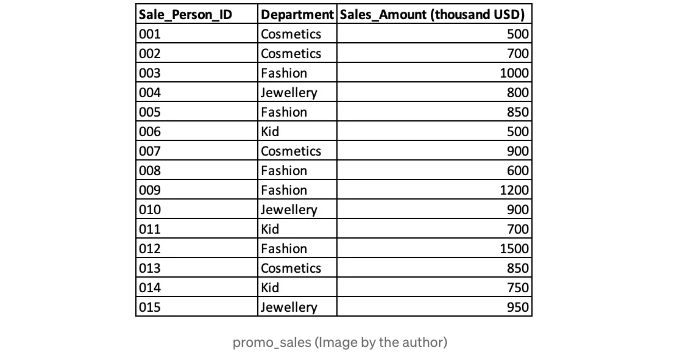 Sale_Person_ID Department Sales_Amount (thousand USD)
001 Cosmetics 500
002 Cosmetics 700
003 Fashion 1000
004 Jewellery 800
005 Fashion 850
006 Kid 500
007 Cosmetics 900
008 Fashion 600
009 Fashion 1200
010 Jewellery 900
011 Kid 700
012 Fashion 1500
013 Cosmetics 850
014 Kid 750
015 Jewellery 950
promo_sales (Image by the author)